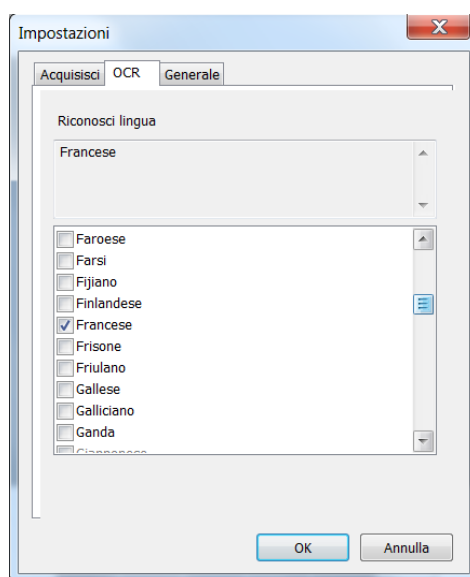 Impostazioni
Acquisisci OCR Generale
Riconosci lingua
Francese
Faroese
Farsi
Fijiano
Finlandese
Francese
Frisone
Friulano
Gallese
Galliciano
Ganda
OK Annulla